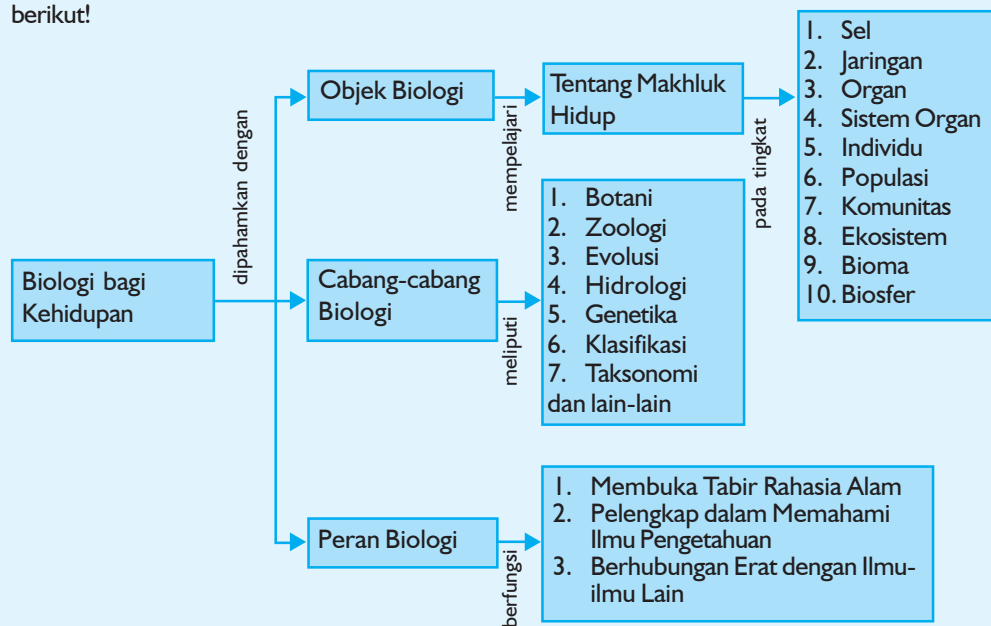 berikut!
Biologi bagi
Kehidupan
dipahamkan dengan
Objek Biologi
mempelajari
Tentang Makhluk
Hidup
pada tingkat
1. Sel
2. Jaringan
3. Organ
4. Sistem Organ
5. Individu
6. Populasi
7. Komunitas
8. Ekosistem
9. Bioma
10. Biosfer
Cabang-cabang
Biologi
meliputi
1. Botani
2. Zoologi
3. Evolusi
4. Hidrologi
5. Genetika
6. Klasifikasi
7. Taksonomi
dan lain-lain
Peran Biologi
berfungsi
1. Membuka Tabir Rahasia Alam
2. Pelengkap dalam Memahami
Ilmu Pengetahuan
3. Berhubungan Erat dengan Ilmu-
ilmu Lain